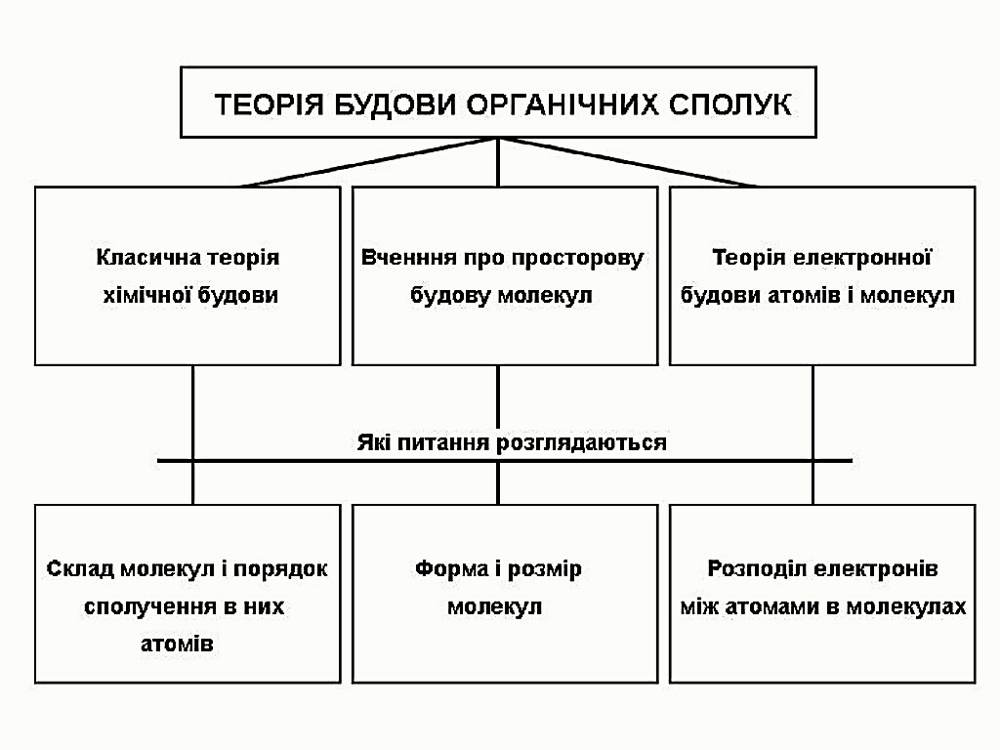 ТЕОРІЯ БУДОВИ ОРГАНІЧНИХ СПОЛУК
Класична теорія
хімічної будови
Вченння про просторову
будову молекул
Теорія електронної
будови атомів і молекул
Які питання розглядаються
Склад молекул і порядок
сполучення в них
атомів
Форма і розмір
молекул
Розподіл електронів
між атомами в молекулах